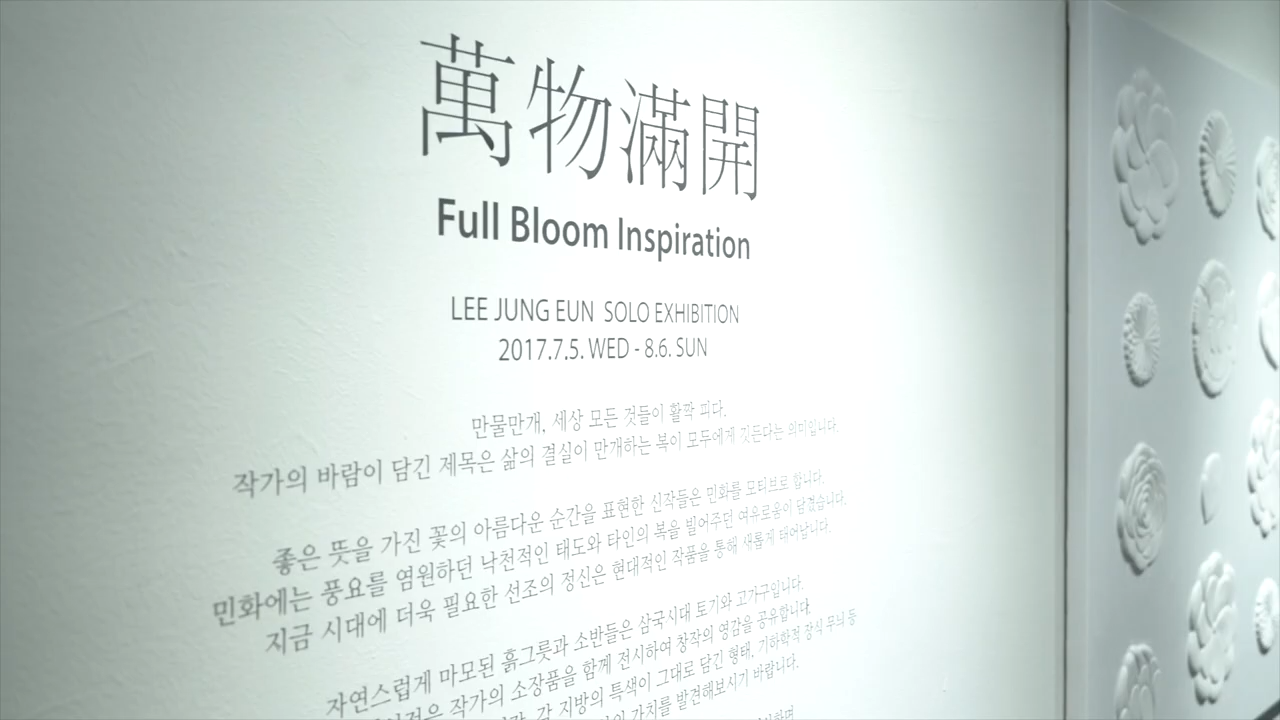 萬物滿開
Full Bloom Inspiration
LEE JUNG EUN SOLO EXHIBITION
2017.7.5. WED - 8.6. SUN
만물만개, 세상 모든 것들이 활짝 피다.
작가의 바람이 담긴 제목은 삶의 결실이 만개하는 복이 모두에게 깃든다는 의미입니다.
좋은 뜻을 가진 꽃의 아름다운 순간을 표현한 신작들은 민화를 모티브로 합니다.
민화에는 풍요를 염원하던 낙천적인 태도와 타인의 복을 빌어주던 여유로움이 담겼습니다.
지금 시대에 더욱 필요한 선조의 정신은 현대적인 작품을 통해 새롭게 태어납니다.
자연스럽게 마모된 흙그릇과 소반들은 삼국시대 토기와 고가구입니다.
작가의 소장품을 함께 전시하여 창작의 영감을 공유합니다.
각 지방의 특색이 그대로 담긴 형태, 기하학적 장식 무늬 등
가치를 발견해보시기 바랍니다.